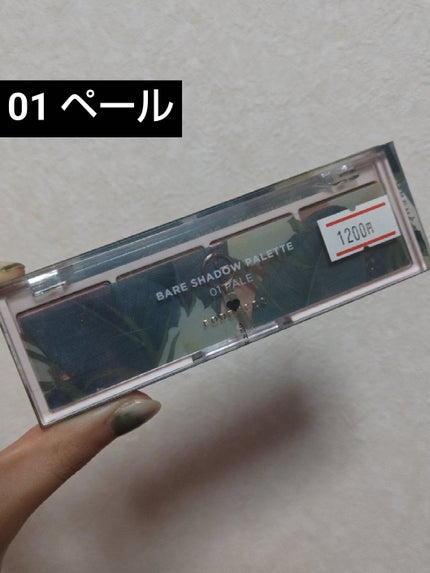 01 ペール
1200円
BARE SHADOW PALETTE
01 PALE